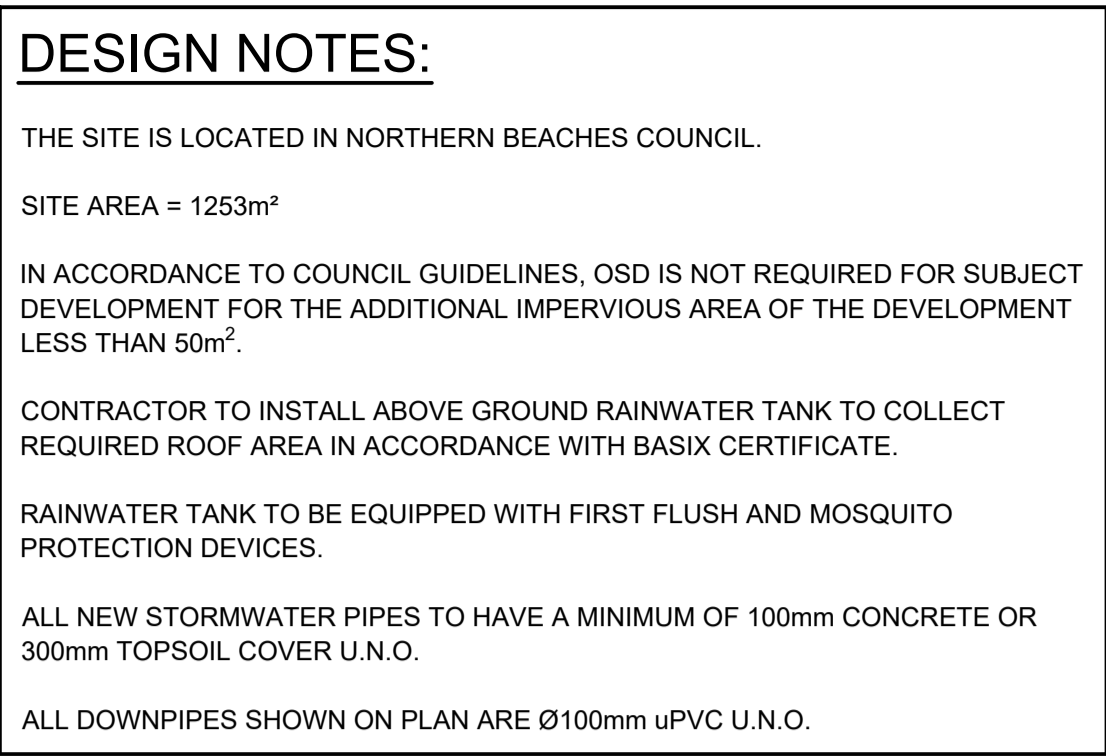 DESIGN NOTES:
THE SITE IS LOCATED IN NORTHERN BEACHES COUNCIL.
SITE AREA = 1253m²
IN ACCORDANCE TO COUNCIL GUIDELINES, OSD IS NOT REQUIRED FOR SUBJECT
DEVELOPMENT FOR THE ADDITIONAL IMPERVIOUS AREA OF THE DEVELOPMENT
LESS THAN 50m².
CONTRACTOR TO INSTALL ABOVE GROUND RAINWATER TANK TO COLLECT
REQUIRED ROOF AREA IN ACCORDANCE WITH BASIX CERTIFICATE.
RAINWATER TANK TO BE EQUIPPED WITH FIRST FLUSH AND MOSQUITO
PROTECTION DEVICES.
ALL NEW STORMWATER PIPES TO HAVE A MINIMUM OF 100mm CONCRETE OR
300mm TOPSOIL COVER U.N.O.
ALL DOWNPIPES SHOWN ON PLAN ARE Ø100mm uPVC U.N.O.